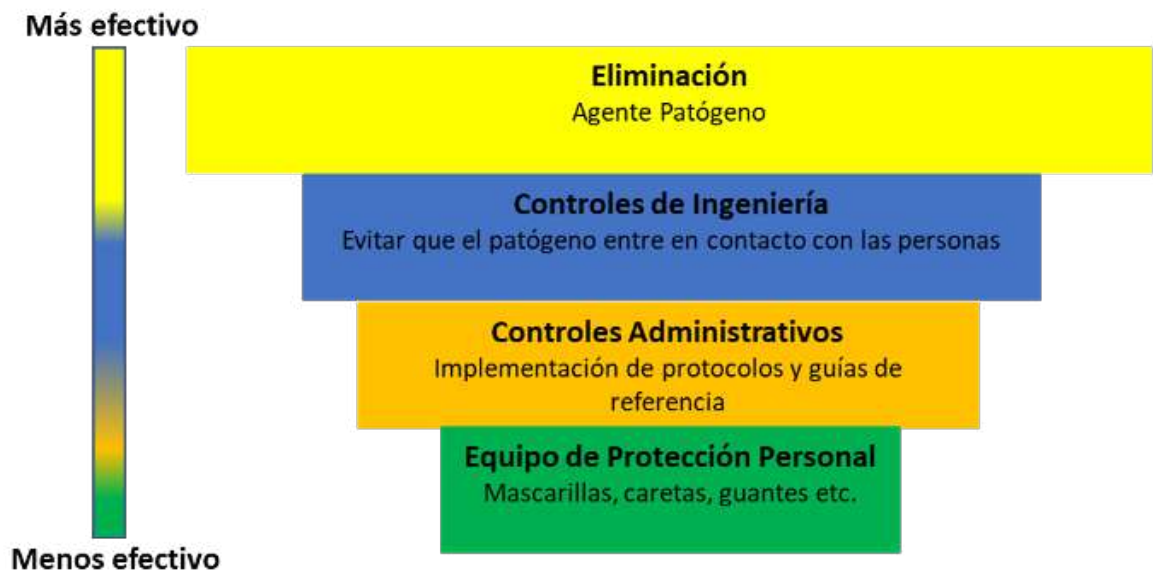 Más efectivo
Eliminación
Agente Patógeno
Controles de Ingeniería
Evitar que el patógeno entre en contacto con las personas
Controles Administrativos
Implementación de protocolos y guías de
referencia
Equipo de Protección Personal
Mascarillas, caretas, guantes etc.
Menos efectivo